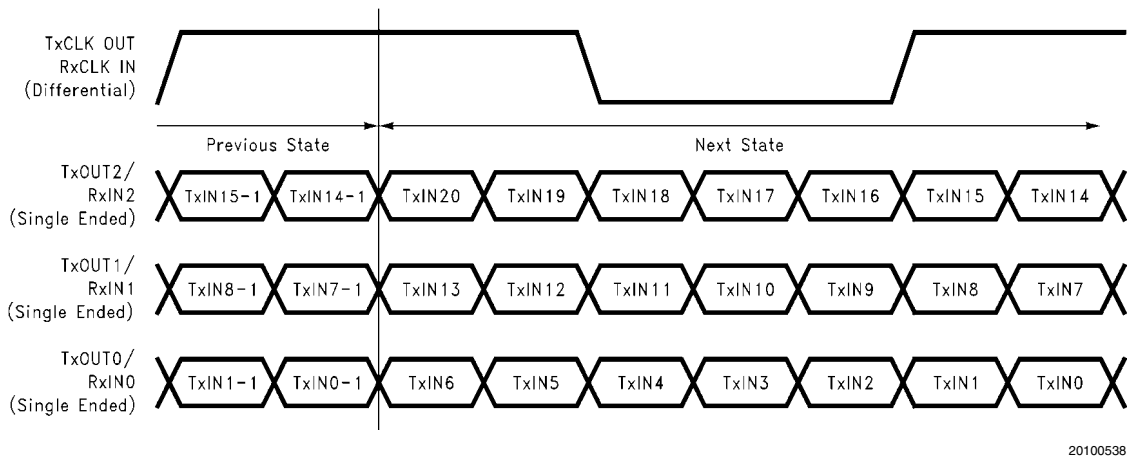 TxCLK OUT
RxCLK IN
(Differential)
Previous State
Next State
TxOUT2/
RxIN2
(Single Ended)
TxIN15-1 TxIN14-1 TxIN20 TxIN19 TxIN18 TxIN17 TxIN16 TxIN15 TxIN14
TxOUT1/
RxIN1
(Single Ended)
TxIN8-1 TxIN7-1 TxIN13 TxIN12 TxIN11 TxIN10 TxIN9 TxIN8 TxIN7
TxOUT0/
RxIN0
(Single Ended)
TxIN1-1 TxIN0-1 TxIN6 TxIN5 TxIN4 TxIN3 TxIN2 TxIN1 TxIN0
20100538